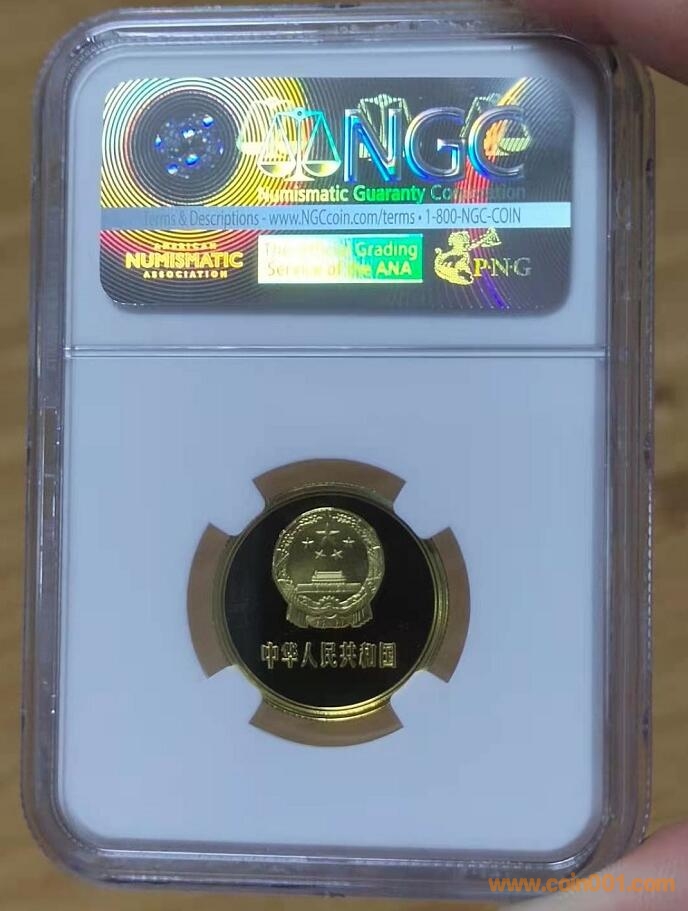 NGC
Numismatic Guaranty Corporation
Terms & Descriptions - www.NGCcoin.com/terms • 1-800-NGC-COIN
AMERICAN
NUMISMATIC
ASSOCIATION
The Official Grading
Service of the ANA
P·N·G
中华人民共和国
www.coin001.com